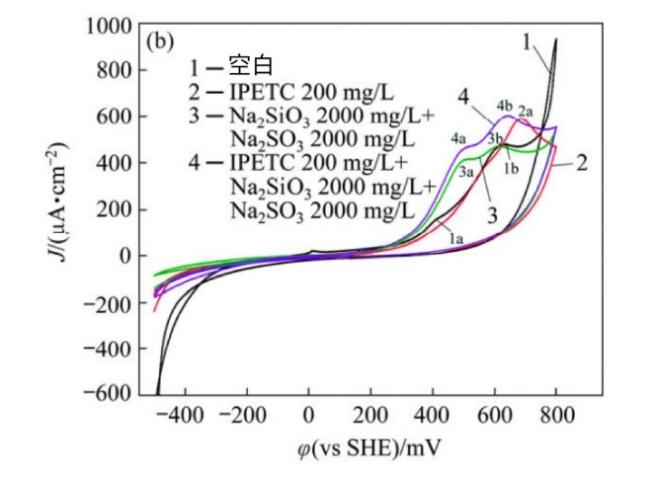 1000
(b)
1
800
1 — 空白
2 — IPETC 200 mg/L
600
4
4b
2a
3 — Na₂SiO₃ 2000 mg/L+
Na₂SO₃ 2000 mg/L
4a
3b
400
4 — IPETC 200 mg/L+
3a
1b
2
Na₂SiO₃ 2000 mg/L+
200
Na₂SO₃ 2000 mg/L
3
1a
0
−200
−400
−600
J/(μA·cm⁻²)
−400 −200 0 200 400 600 800
φ(vs SHE)/mV